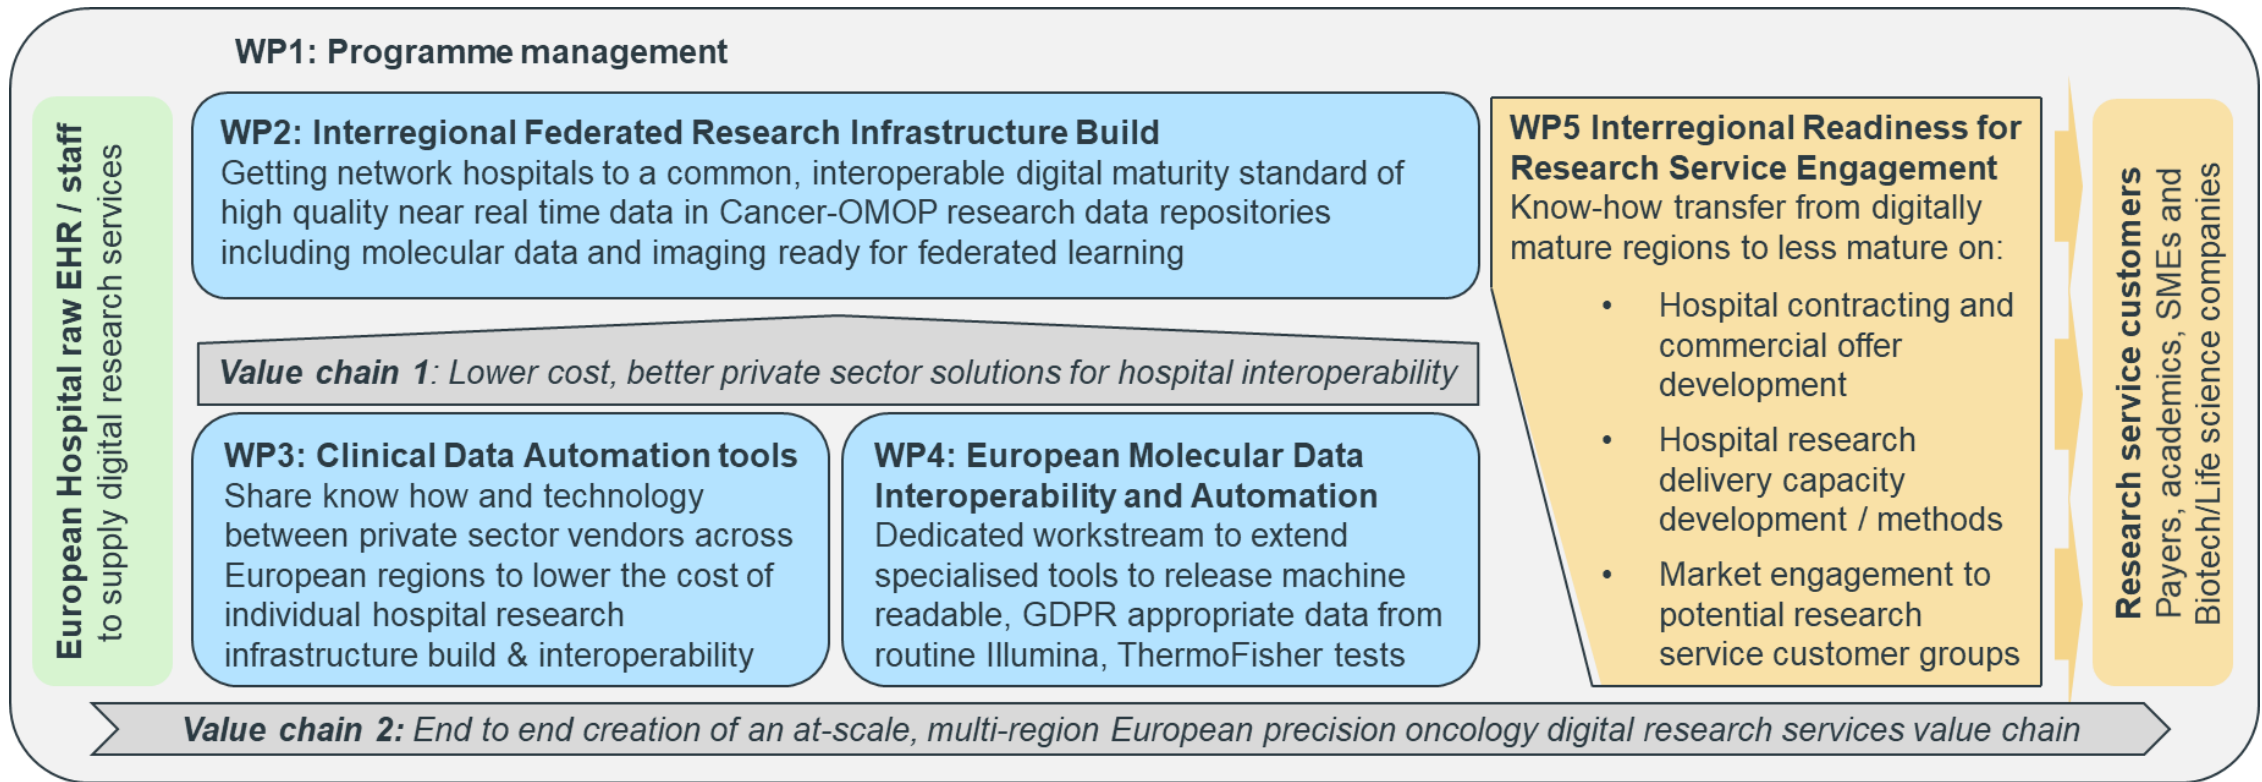 WP1: Programme management
European Hospital raw EHR / staff
to supply digital research services
WP2: Interregional Federated Research Infrastructure Build
Getting network hospitals to a common, interoperable digital maturity standard of
high quality near real time data in Cancer-OMOP research data repositories
including molecular data and imaging ready for federated learning
Value chain 1: Lower cost, better private sector solutions for hospital interoperability
WP3: Clinical Data Automation tools
Share know how and technology
between private sector vendors across
European regions to lower the cost of
individual hospital research
infrastructure build & interoperability
WP4: European Molecular Data
Interoperability and Automation
Dedicated workstream to extend
specialised tools to release machine
readable, GDPR appropriate data from
routine Illumina, ThermoFisher tests
WP5 Interregional Readiness for
Research Service Engagement
Know-how transfer from digitally
mature regions to less mature on:
• Hospital contracting and
commercial offer
development
• Hospital research
delivery capacity
development / methods
• Market engagement to
potential research
service customer groups
Research service customers
Payers, academics, SMEs and
Biotech/Life science companies
Value chain 2: End to end creation of an at-scale, multi-region European precision oncology digital research services value chain